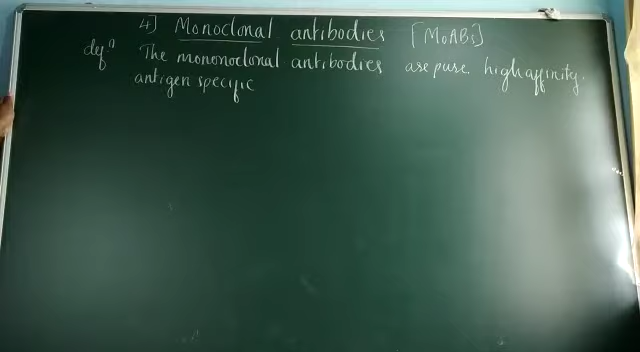 4] Monoclonal antibodies [MoABs]
defⁿ The mononoclonal antibodies are pure. high affinity.
antigen specific